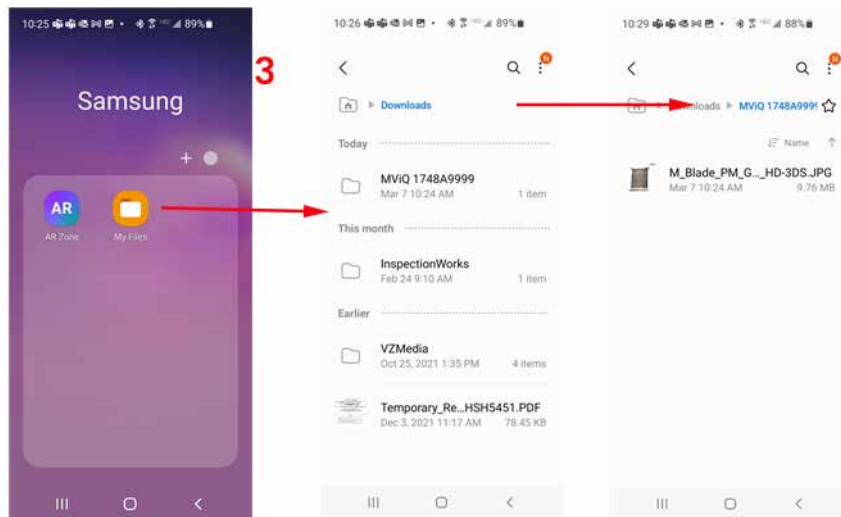 10:25
89%
3
Samsung
AR
AR Zone
My Files
10:26
89%
N
Downloads
Today
MViQ 1748A9999
Mar 7 10:24 AM
1 item
This month
InspectionWorks
Feb 24 9:10 AM
1 item
Earlier
VZMedia
Oct 25, 2021 1:35 PM
4 items
Temporary_Re...HSH5451.PDF
Dec 3, 2021 11:17 AM
78.45 KB
10:29
88%
N
nloads
MViQ 1748A9999
Name
M_Blade_PM_G..._HD-3DS.JPG
Mar 7 10:24 AM
9.76 MB